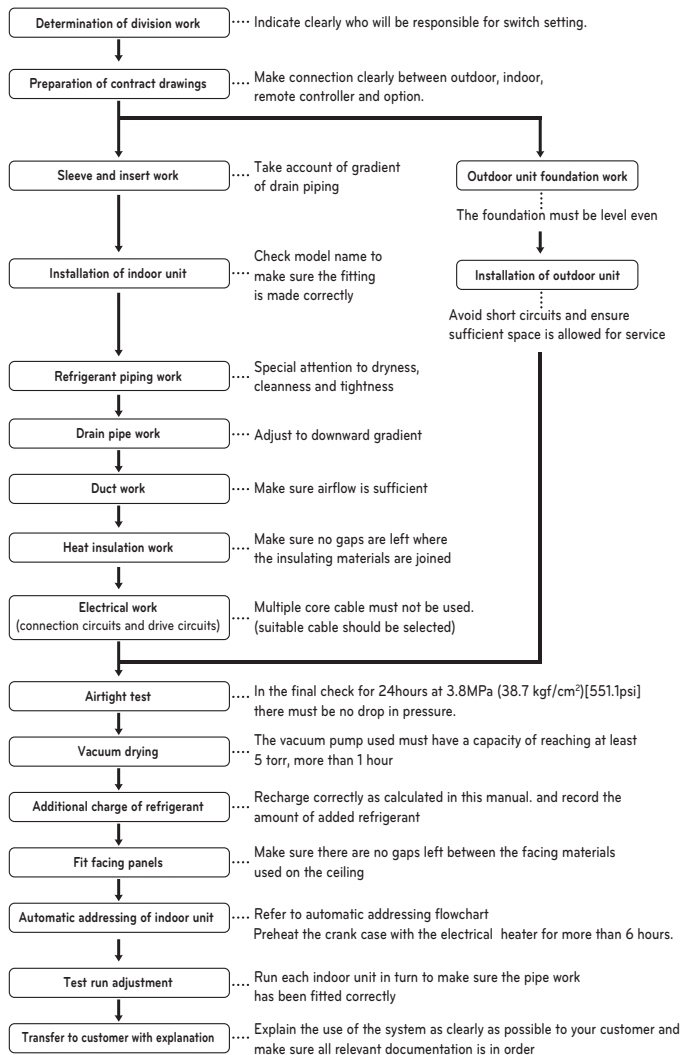 Determination of division work
Indicate clearly who will be responsible for switch setting.
Preparation of contract drawings
Make connection clearly between outdoor, indoor,
remote controller and option.
Sleeve and insert work
Take account of gradient
of drain piping
Outdoor unit foundation work
The foundation must be level even
Installation of indoor unit
Check model name to
make sure the fitting
is made correctly
Installation of outdoor unit
Avoid short circuits and ensure
sufficient space is allowed for service
Refrigerant piping work
Special attention to dryness,
cleanness and tightness
Drain pipe work
Adjust to downward gradient
Duct work
Make sure airflow is sufficient
Heat insulation work
Make sure no gaps are left where
the insulating materials are joined
Electrical work
(connection circuits and drive circuits)
Multiple core cable must not be used.
(suitable cable should be selected)
Airtight test
In the final check for 24hours at 3.8MPa (38.7 kgf/cm²)[551.1psi]
there must be no drop in pressure.
Vacuum drying
The vacuum pump used must have a capacity of reaching at least
5 torr, more than 1 hour
Additional charge of refrigerant
Recharge correctly as calculated in this manual. and record the
amount of added refrigerant
Fit facing panels
Make sure there are no gaps left between the facing materials
used on the ceiling
Automatic addressing of indoor unit
Refer to automatic addressing flowchart
Preheat the crank case with the electrical heater for more than 6 hours.
Test run adjustment
Run each indoor unit in turn to make sure the pipe work
has been fitted correctly
Transfer to customer with explanation
Explain the use of the system as clearly as possible to your customer and
make sure all relevant documentation is in order